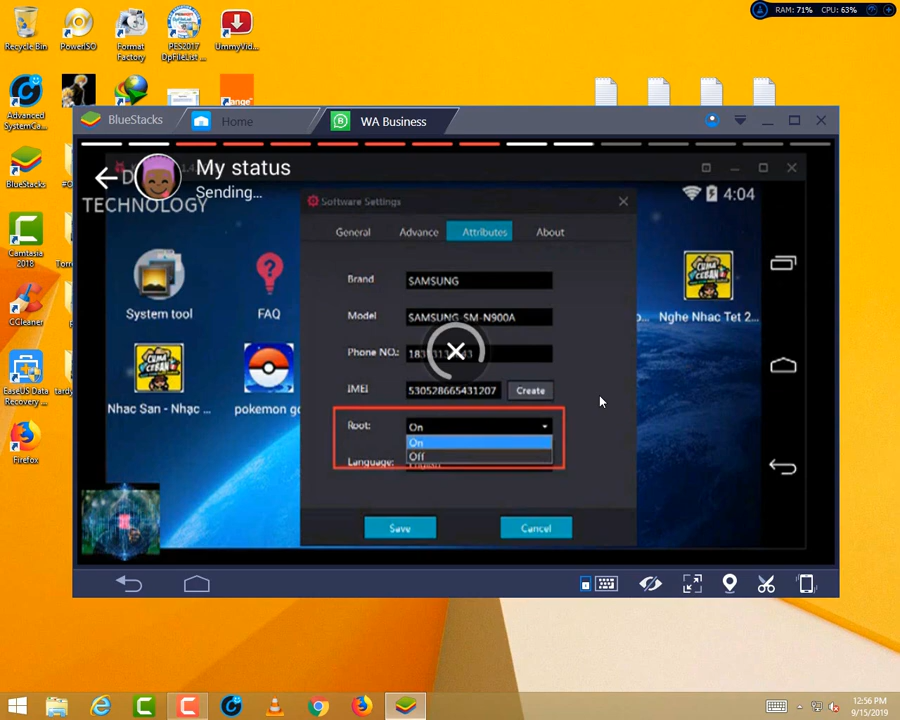 RAM: 71% CPU: 63%
Recycle Bin
PowerISO
Format
Factory
PES2017
DpFileList ...
UmmyVid...
Advanced
SystemCa...
BlueStacks
Camtasia
2018
CCleaner
EaseUS Data
Recovery ...
Firefox
BlueStacks
Home
WA Business
My status
Sending...
TECHNOLOGY
Software Settings
4:04
General
Advance
Attributes
About
Brand
SAMSUNG
Model
SAMSUNG-SM-N900A
Phone NO.:
IMEI
530528665431207
Create
Root:
On
On
Off
Language:
English
Save
Cancel
System tool
FAQ
Nhac San - Nhạc ...
pokemon go
Nghe Nhac Tet 2...
12:56 PM
9/15/2019